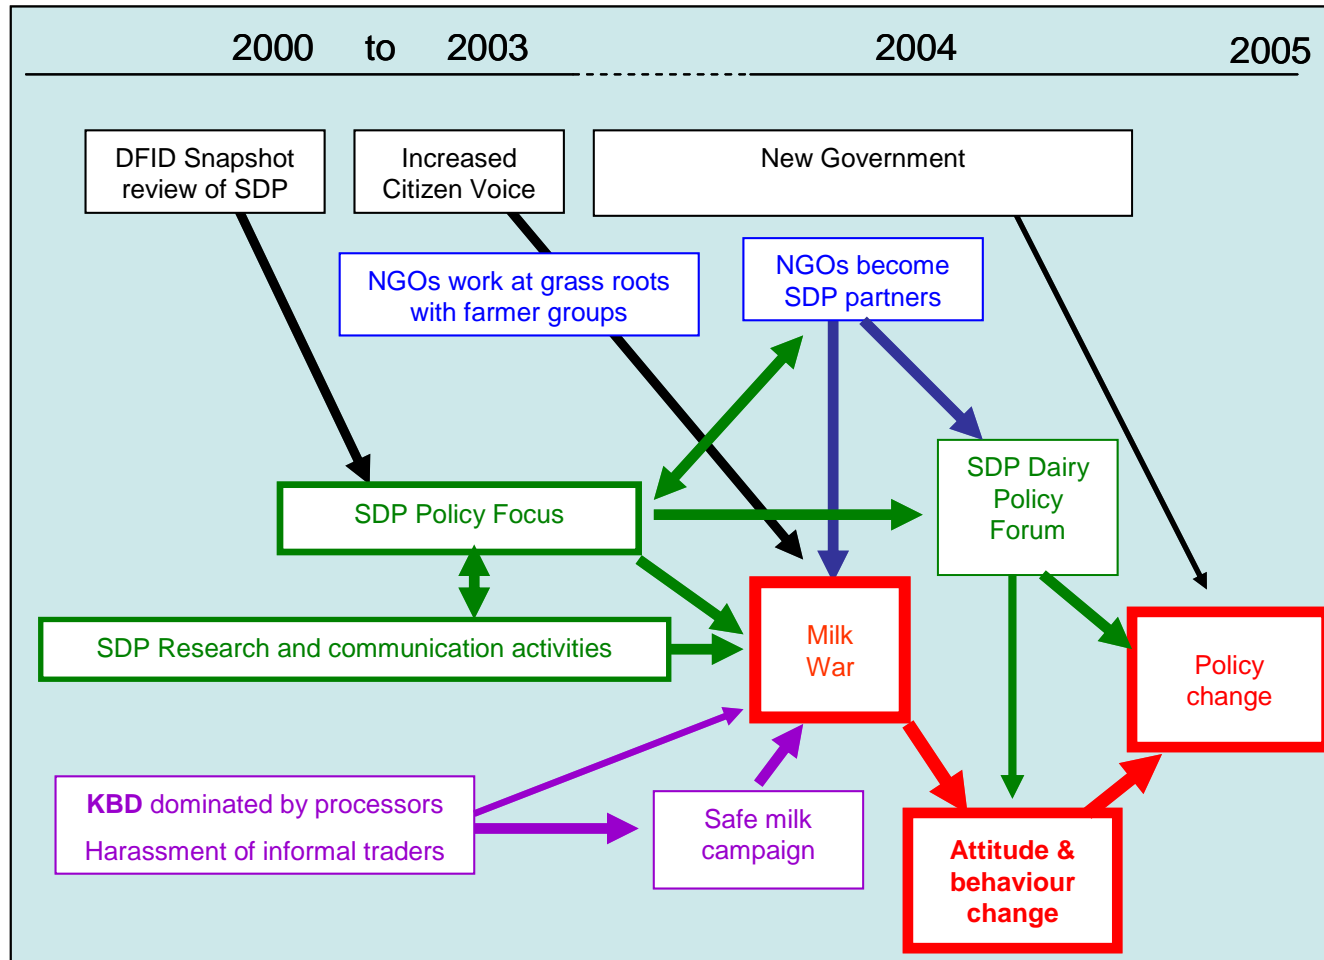 2000 to 2003 2004 2005
DFID Snapshot
review of SDP
Increased
Citizen Voice
New Government
NGOs work at grass roots
with farmer groups
NGOs become
SDP partners
SDP Policy Focus
SDP Dairy
Policy
Forum
SDP Research and communication activities
Milk
War
Policy
change
KBD dominated by processors
Harassment of informal traders
Safe milk
campaign
Attitude &
behaviour
change